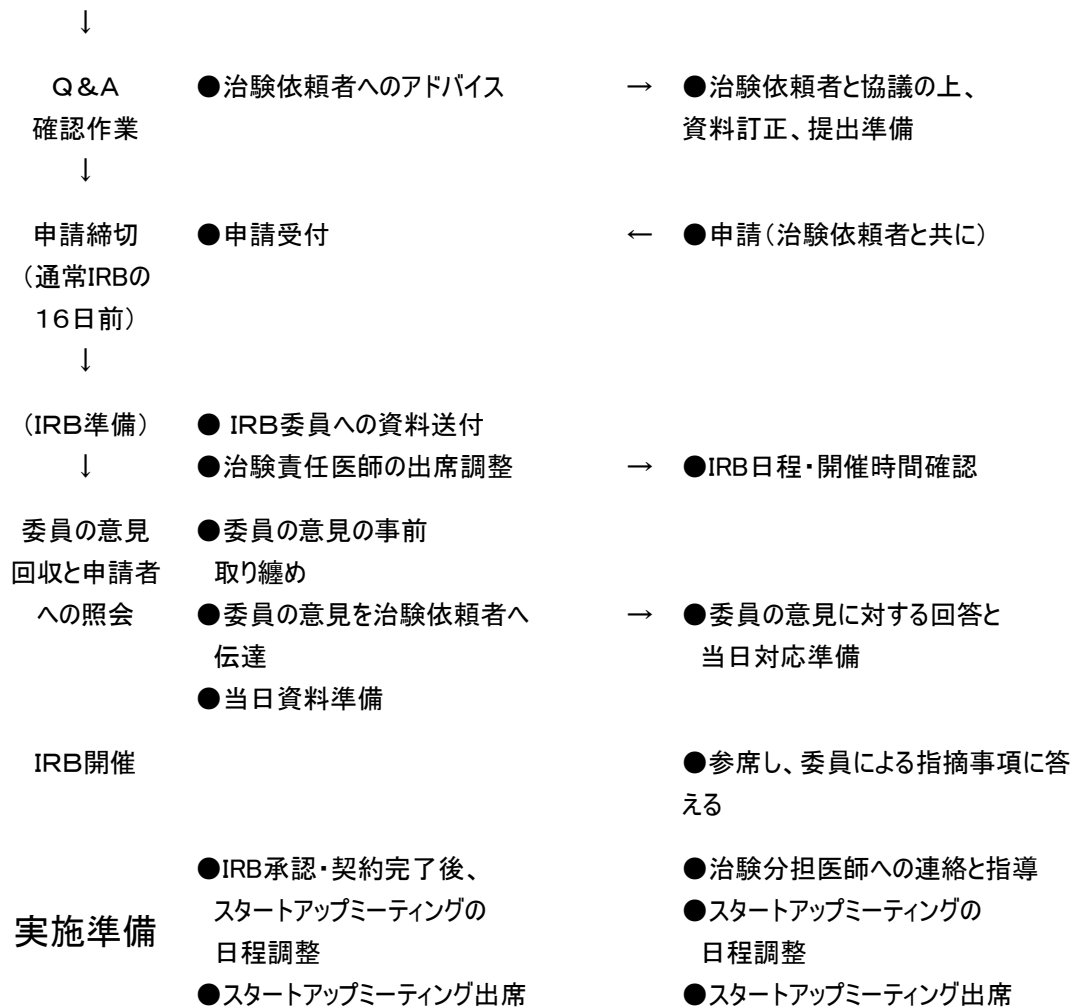 ↓
Ｑ＆Ａ ●治験依頼者へのアドバイス → ●治験依頼者と協議の上、
確認作業 資料訂正、提出準備
↓
申請締切 ●申請受付 ← ●申請（治験依頼者と共に）
（通常IRBの
１６日前）
↓
（ＩＲＢ準備） ● ＩＲＢ委員への資料送付
↓ ●治験責任医師の出席調整 → ●IRB日程・開催時間確認
委員の意見 ●委員の意見の事前
回収と申請者 取り纏め
への照会 ●委員の意見を治験依頼者へ → ●委員の意見に対する回答と
伝達 当日対応準備
●当日資料準備
ＩＲＢ開催 ●参席し、委員による指摘事項に答
える
●IRB承認・契約完了後、 ●治験分担医師への連絡と指導
スタートアップミーティングの ●スタートアップミーティングの
実施準備 日程調整 日程調整
●スタートアップミーティング出席 ●スタートアップミーティング出席